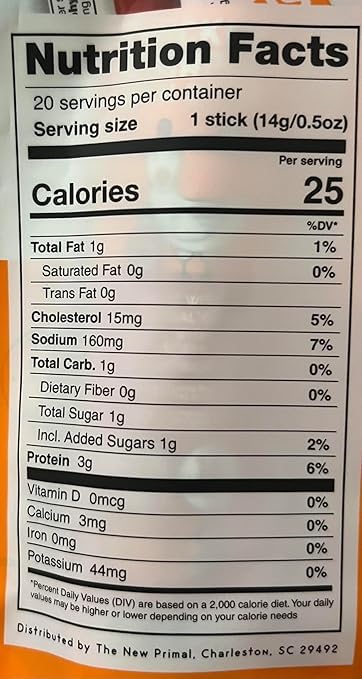 Nutrition Facts
20 servings per container
Serving size 1 stick (14g/0.5oz)
Per serving
Calories 25
%DV*
Total Fat 1g 1%
Saturated Fat 0g 0%
Trans Fat 0g
Cholesterol 15mg 5%
Sodium 160mg 7%
Total Carb. 1g 0%
Dietary Fiber 0g 0%
Total Sugar 1g
Incl. Added Sugars 1g 2%
Protein 3g 6%
Vitamin D 0mcg 0%
Calcium 3mg 0%
Iron 0mg 0%
Potassium 44mg 0%
*Percent Daily Values (DIV) are based on a 2,000 calorie diet. Your daily
values may be higher or lower depending on your calorie needs
Distributed by The New Primal, Charleston, SC 29492